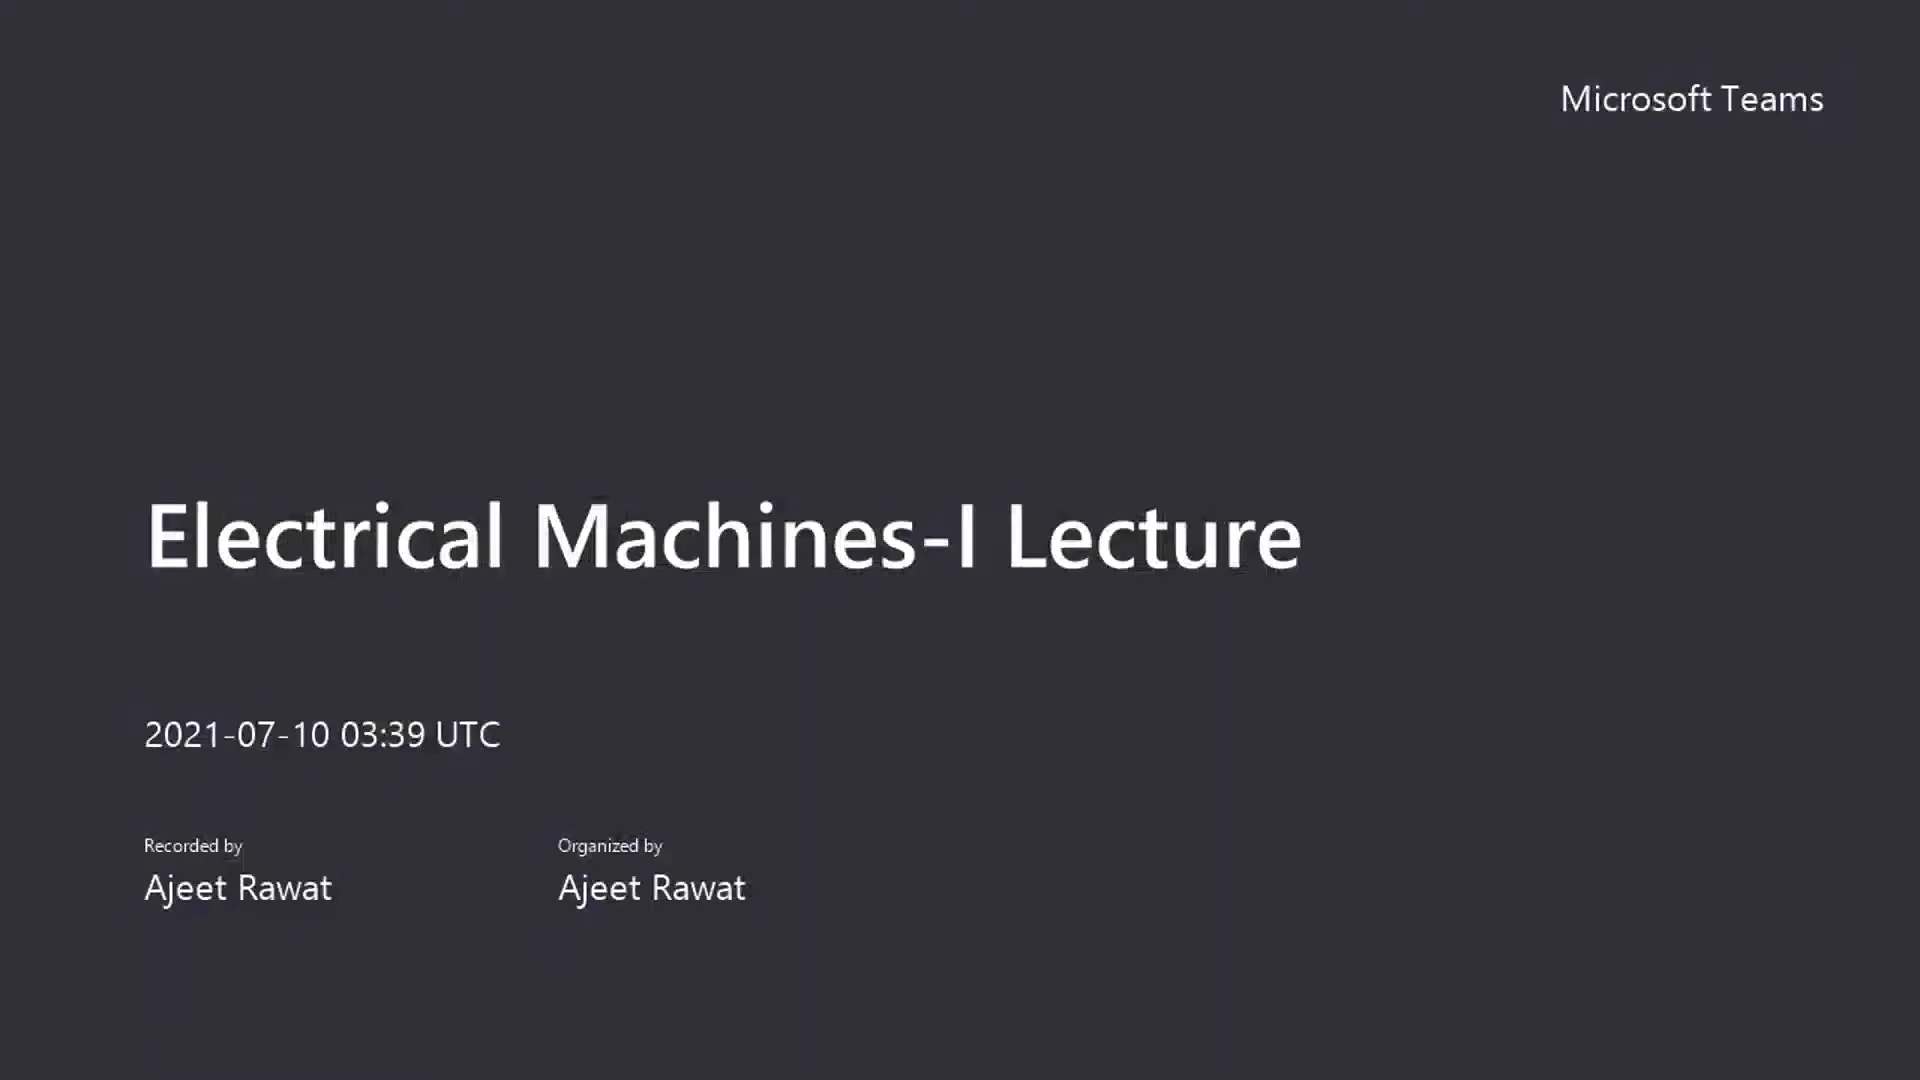 Microsoft Teams
Electrical Machines-I Lecture
2021-07-10 03:39 UTC
Recorded by
Organized by
Ajeet Rawat
Ajeet Rawat